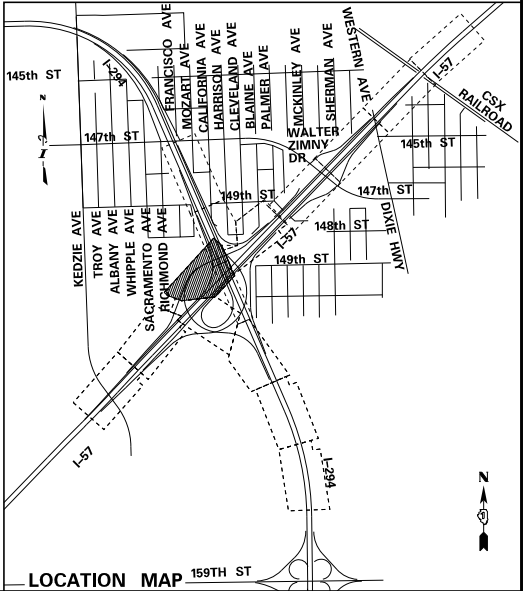 WESTERN AVE
I-57
CSX
RAILROAD
145th ST
I-294
FRANCISCO AVE
MOZART AVE
CALIFORNIA AVE
HARRISON AVE
CLEVELAND AVE
BLAINE AVE
PALMER AVE
MCKINLEY AVE
SHERMAN AVE
N
147th ST
WALTER
ZIMNY
DR
145th ST
149th ST
147th ST
KEDZIE AVE
TROY AVE
ALBANY AVE
WHIPPLE AVE
SACRAMENTO AVE
RICHMOND AVE
I-57
148th ST
149th ST
DIXIE HWY
I-57
I-294
N
LOCATION MAP
159TH ST